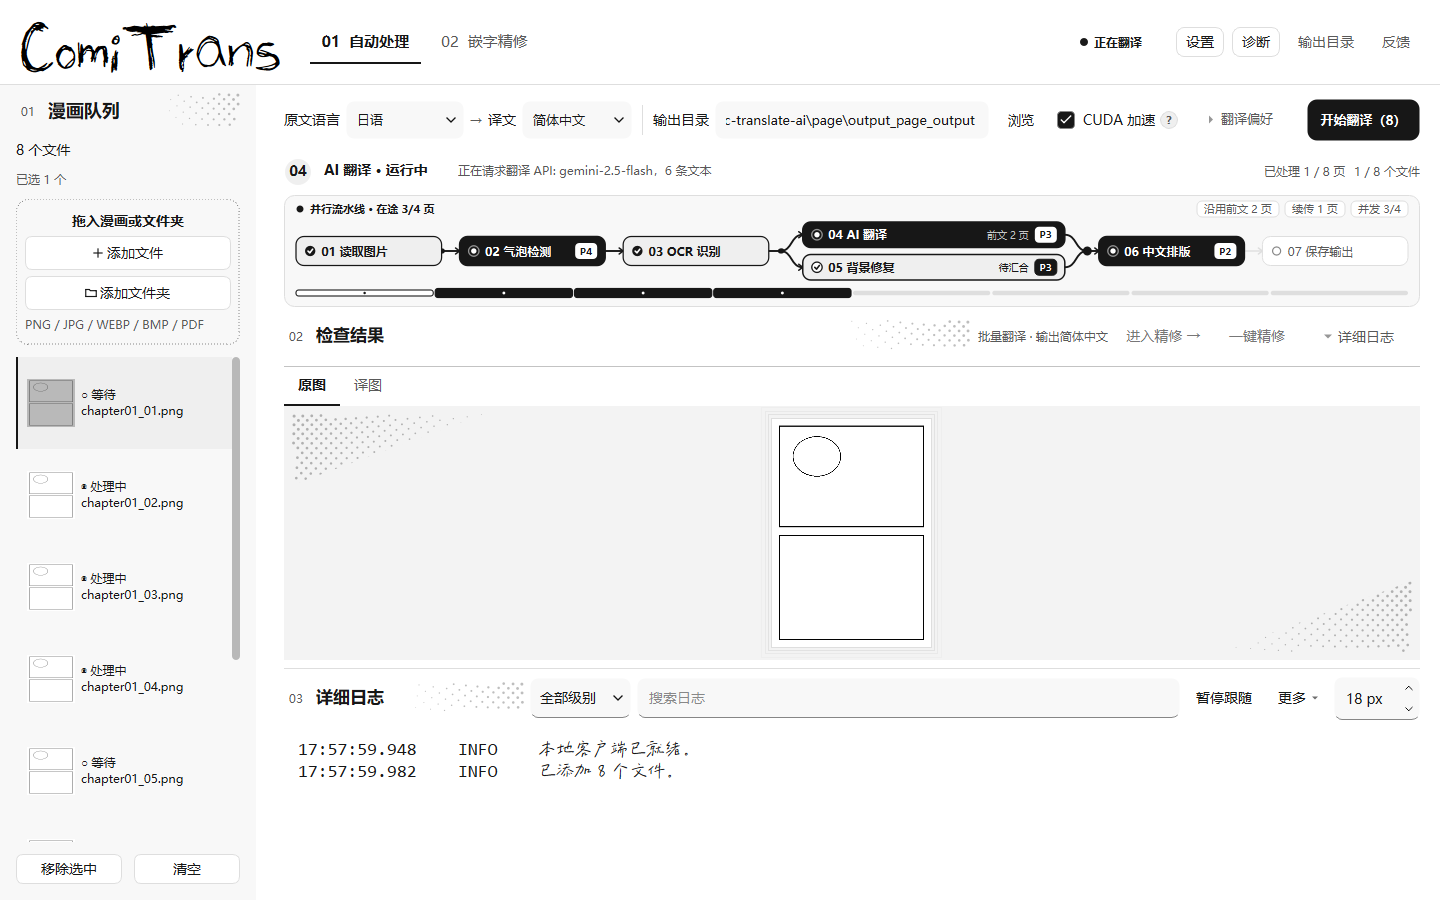 ComiTrans
01 自动处理
02 嵌字精修
● 正在翻译
设置
诊断
输出目录
反馈
01 漫画队列
8 个文件
已选 1 个
拖入漫画或文件夹
+ 添加文件
添加文件夹
PNG / JPG / WEBP / BMP / PDF
○ 等待
chapter01_01.png
处理中
chapter01_02.png
处理中
chapter01_03.png
处理中
chapter01_04.png
○ 等待
chapter01_05.png
移除选中
清空
原文语言 日语 → 译文 简体中文
输出目录 c-translate-ai\page\output_page_output 浏览
CUDA 加速 ?
翻译偏好
开始翻译（8）
04 AI 翻译 • 运行中
正在请求翻译 API: gemini-2.5-flash，6 条文本
已处理 1 / 8 页 1 / 8 个文件
● 并行流水线 • 在途 3/4 页
沿用前文 2 页
续传 1 页
并发 3/4
01 读取图片
02 气泡检测 P4
03 OCR 识别
04 AI 翻译 前文 2 页 P3
05 背景修复 待汇合 P3
06 中文排版 P2
07 保存输出
02 检查结果
批量翻译 · 输出简体中文
进入精修 →
一键精修
详细日志
原图
译图
03 详细日志
全部级别
搜索日志
暂停跟随
更多
18 px
17:57:59.948 INFO 本地客户端已就绪。
17:57:59.982 INFO 已添加 8 个文件。